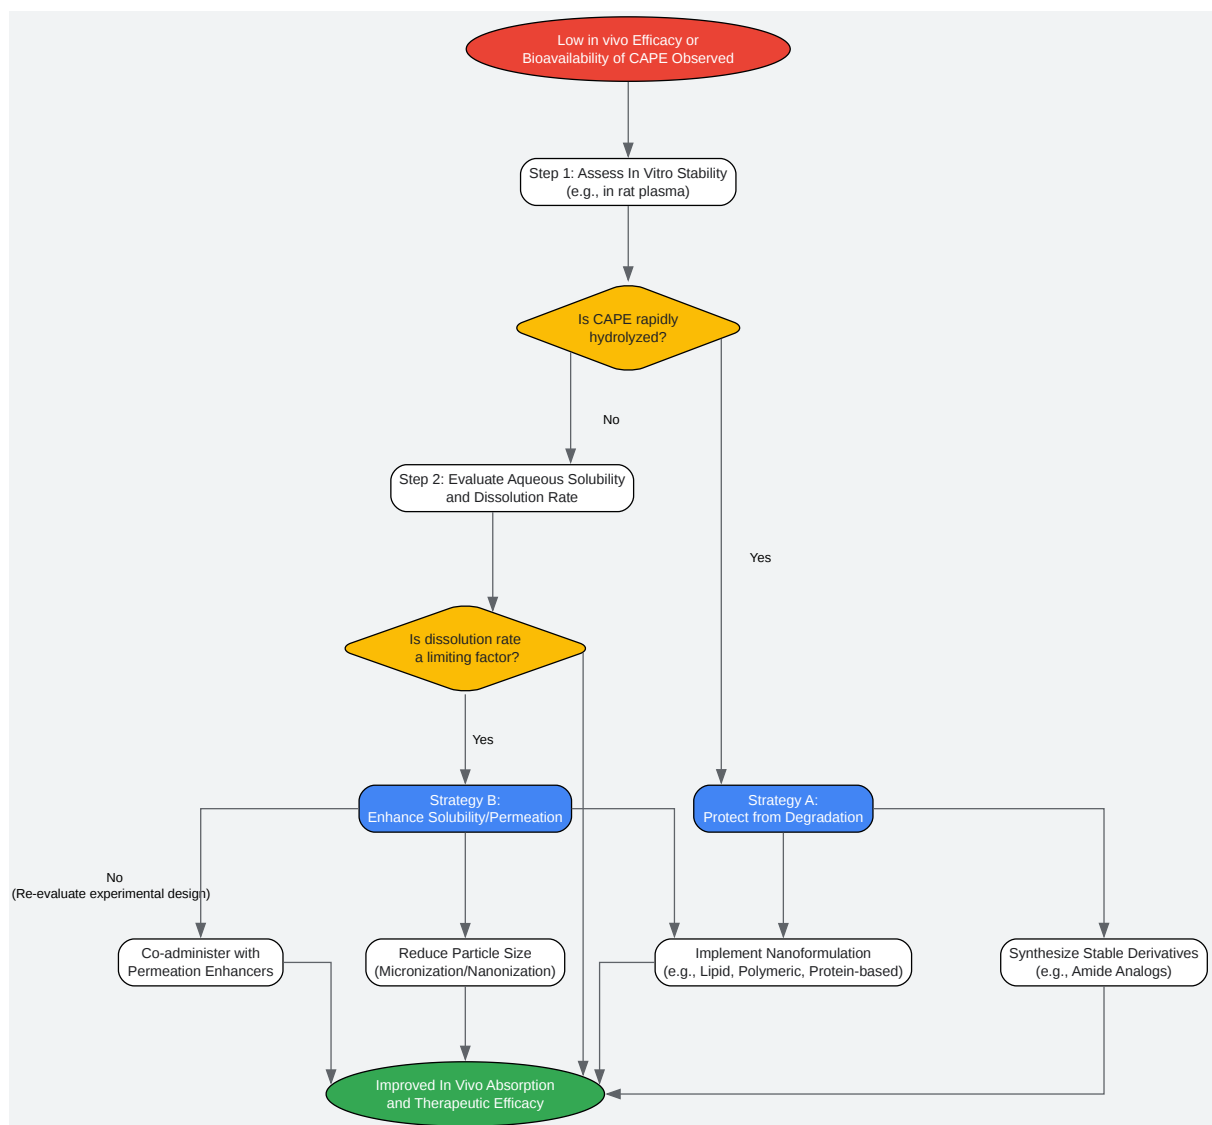 Low in vivo Efficacy or
Bioavailability of CAPE Observed
Step 1: Assess In Vitro Stability
(e.g., in rat plasma)
Is CAPE rapidly
hydrolyzed?
No
Step 2: Evaluate Aqueous Solubility
and Dissolution Rate
Yes
Is dissolution rate
a limiting factor?
Yes
Strategy B:
Enhance Solubility/Permeation
Strategy A:
Protect from Degradation
No
(Re-evaluate experimental design)
Co-administer with
Permeation Enhancers
Reduce Particle Size
(Micronization/Nanonization)
Implement Nanoformulation
(e.g., Lipid, Polymeric, Protein-based)
Synthesize Stable Derivatives
(e.g., Amide Analogs)
Improved In Vivo Absorption
and Therapeutic Efficacy